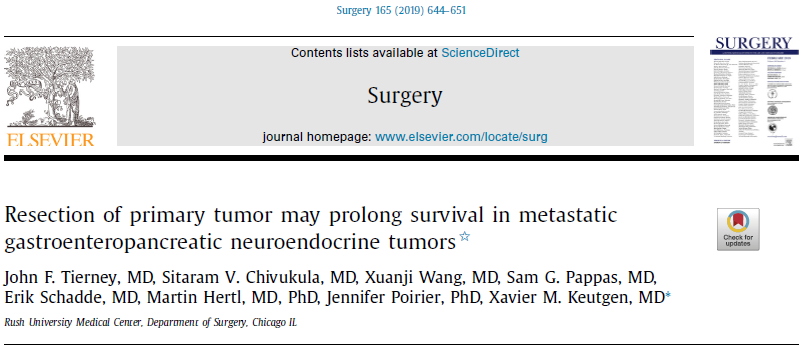 Surgery 165 (2019) 644–651
Contents lists available at ScienceDirect
Surgery
journal homepage: www.elsevier.com/locate/surg
ELSEVIER
SURGERY
Resection of primary tumor may prolong survival in metastatic
gastroenteropancreatic neuroendocrine tumors☆
Check for
updates
John F. Tierney, MD, Sitaram V. Chivukula, MD, Xuanji Wang, MD, Sam G. Pappas, MD,
Erik Schadde, MD, Martin Hertl, MD, PhD, Jennifer Poirier, PhD, Xavier M. Keutgen, MD*
Rush University Medical Center, Department of Surgery, Chicago IL